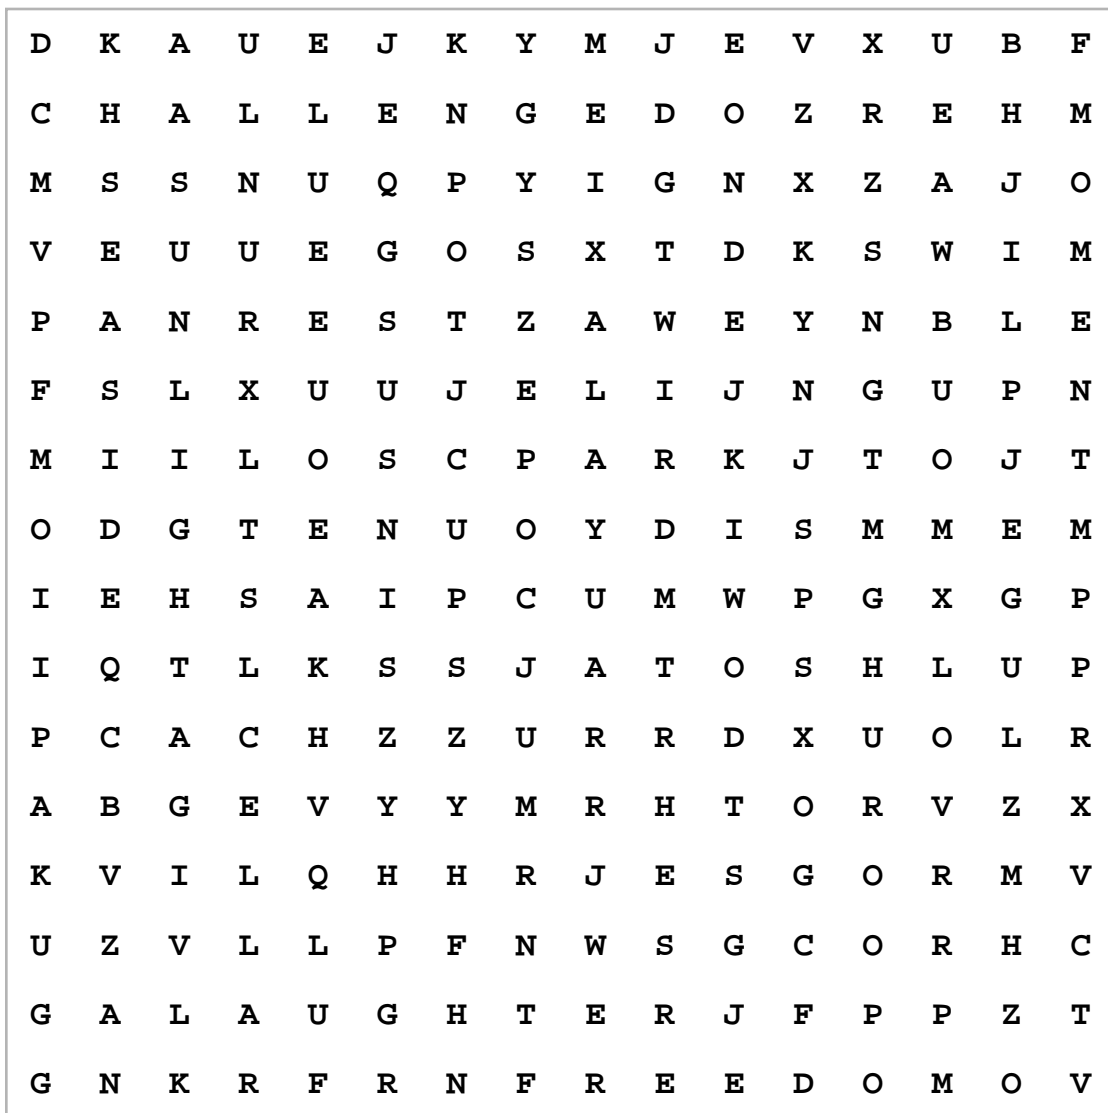 D K A U E J K Y M J E V X U B F
C H A L L E N G E D O Z R E H M
M S S N U Q P Y I G N X Z A J O
V E U U E G O S X T D K S W I M
P A N R E S T Z A W E Y N B L E
F S L X U U J E L I J N G U P N
M I I L O S C P A R K J T O J T
O D G T E N U O Y D I S M M E M
I E H S A I P C U M W P G X G P
I Q T L K S S J A T O S H L U P
P C A C H Z Z U R R D X U O L R
A B G E V Y Y M R H T O R V Z X
K V I L Q H H R J E S G O R M V
U Z V L L P F N W S G C O R H C
G A L A U G H T E R J F P P Z T
G N K R F R N F R E E D O M O V